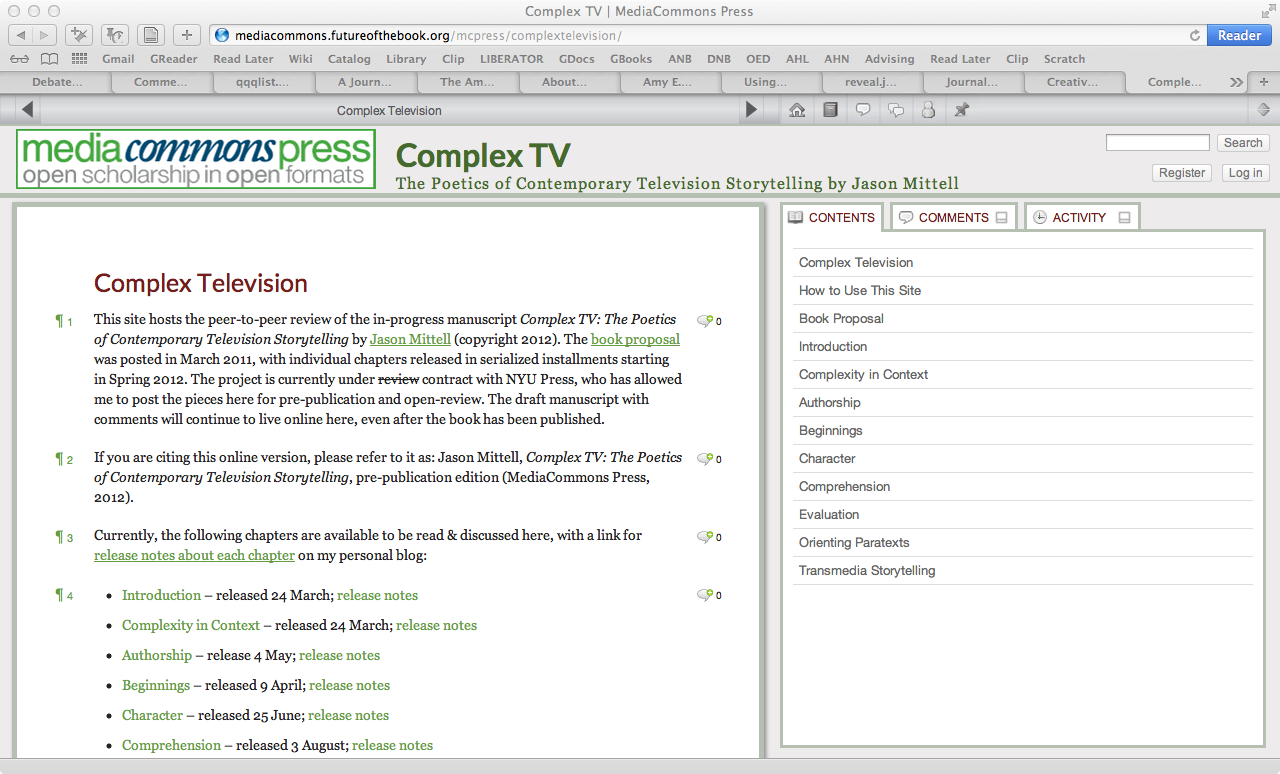 Complex TV | MediaCommons Press
mediacommons.futureofthebook.org/mcpress/complextelevision/
Reader
Gmail GReader Read Later Wiki Catalog Library Clip LIBERATOR GDocs GBooks ANB DNB OED AHL AHN Advising Read Later Clip Scratch
Debate... Comme... qqqlist.... A Journ... The Am... About... Amy E.... Using... reveal.j... Journal... Creativ... Comple...
Complex Television
mediacommonspress
open scholarship in open formats
Complex TV
The Poetics of Contemporary Television Storytelling by Jason Mittell
Search
Register Log in
Complex Television
¶ 1 This site hosts the peer-to-peer review of the in-progress manuscript Complex TV: The Poetics 0
of Contemporary Television Storytelling by Jason Mittell (copyright 2012). The book proposal
was posted in March 2011, with individual chapters released in serialized installments starting
in Spring 2012. The project is currently under review contract with NYU Press, who has allowed
me to post the pieces here for pre-publication and open-review. The draft manuscript with
comments will continue to live online here, even after the book has been published.
¶ 2 If you are citing this online version, please refer to it as: Jason Mittell, Complex TV: The Poetics 0
of Contemporary Television Storytelling, pre-publication edition (MediaCommons Press,
2012).
¶ 3 Currently, the following chapters are available to be read & discussed here, with a link for 0
release notes about each chapter on my personal blog:
¶ 4 • Introduction – released 24 March; release notes 0
• Complexity in Context – released 24 March; release notes
• Authorship – release 4 May; release notes
• Beginnings – released 9 April; release notes
• Character – released 25 June; release notes
• Comprehension – released 3 August; release notes
CONTENTS COMMENTS ACTIVITY
Complex Television
How to Use This Site
Book Proposal
Introduction
Complexity in Context
Authorship
Beginnings
Character
Comprehension
Evaluation
Orienting Paratexts
Transmedia Storytelling